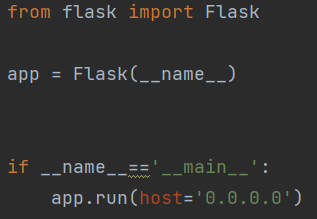 from flask import Flask
app = Flask(__name__)
if __name__=='__main__':
    app.run(host='0.0.0.0')